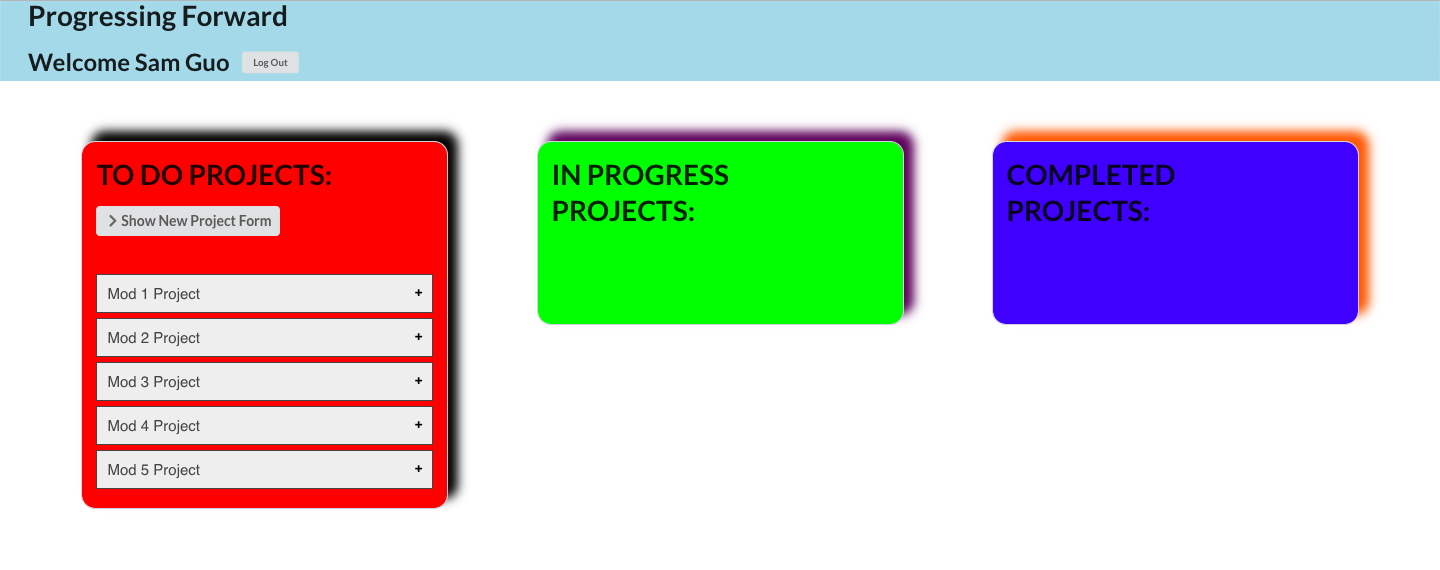 Progressing Forward
Welcome Sam Guo Log Out
TO DO PROJECTS:
Show New Project Form
Mod 1 Project +
Mod 2 Project +
Mod 3 Project +
Mod 4 Project +
Mod 5 Project +
IN PROGRESS
PROJECTS:
COMPLETED
PROJECTS: